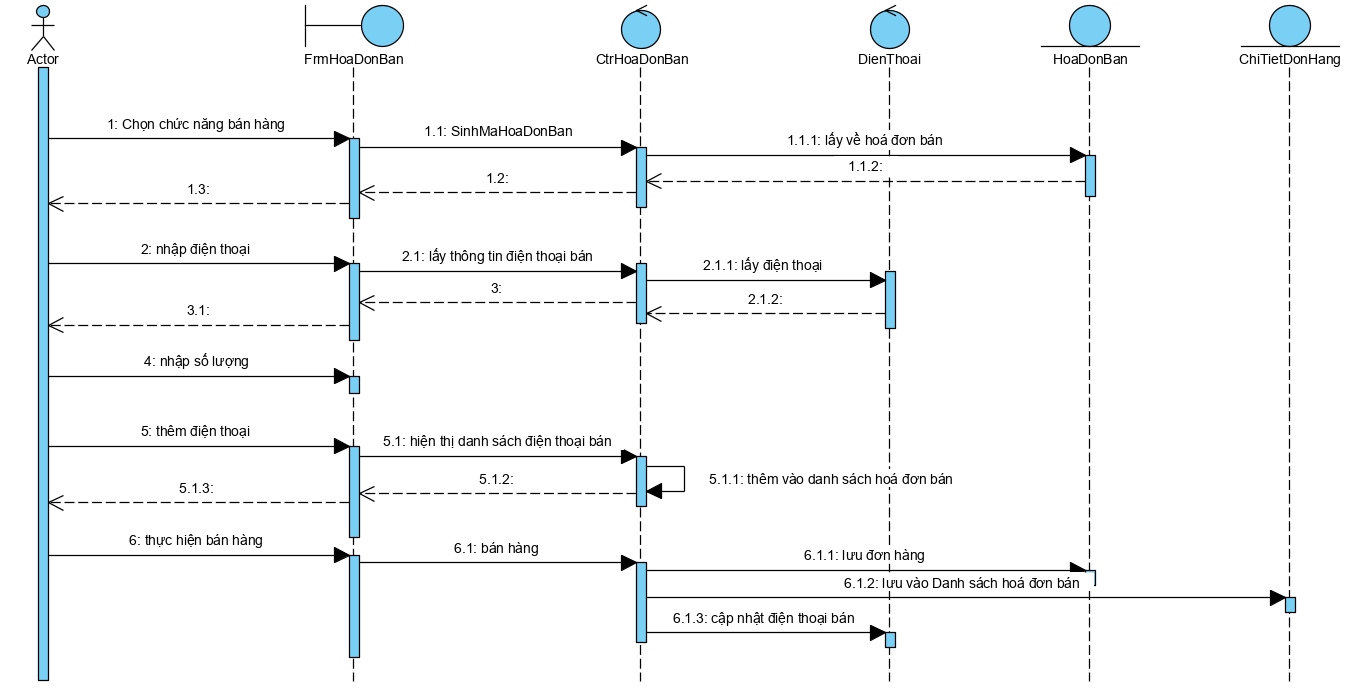 Actor
FrmHoaDonBan
CtrHoaDonBan
DienThoai
HoaDonBan
ChiTietDonHang
1: Chọn chức năng bán hàng
1.1: SinhMaHoaDonBan
1.1.1: lấy về hoá đơn bán
1.1.2:
1.2:
1.3:
2: nhập điện thoại
2.1: lấy thông tin điện thoại bán
2.1.1: lấy điện thoại
2.1.2:
3:
3.1:
4: nhập số lượng
5: thêm điện thoại
5.1: hiện thị danh sách điện thoại bán
5.1.1: thêm vào danh sách hoá đơn bán
5.1.2:
5.1.3:
6: thực hiện bán hàng
6.1: bán hàng
6.1.1: lưu đơn hàng
6.1.2: lưu vào Danh sách hoá đơn bán
6.1.3: cập nhật điện thoại bán